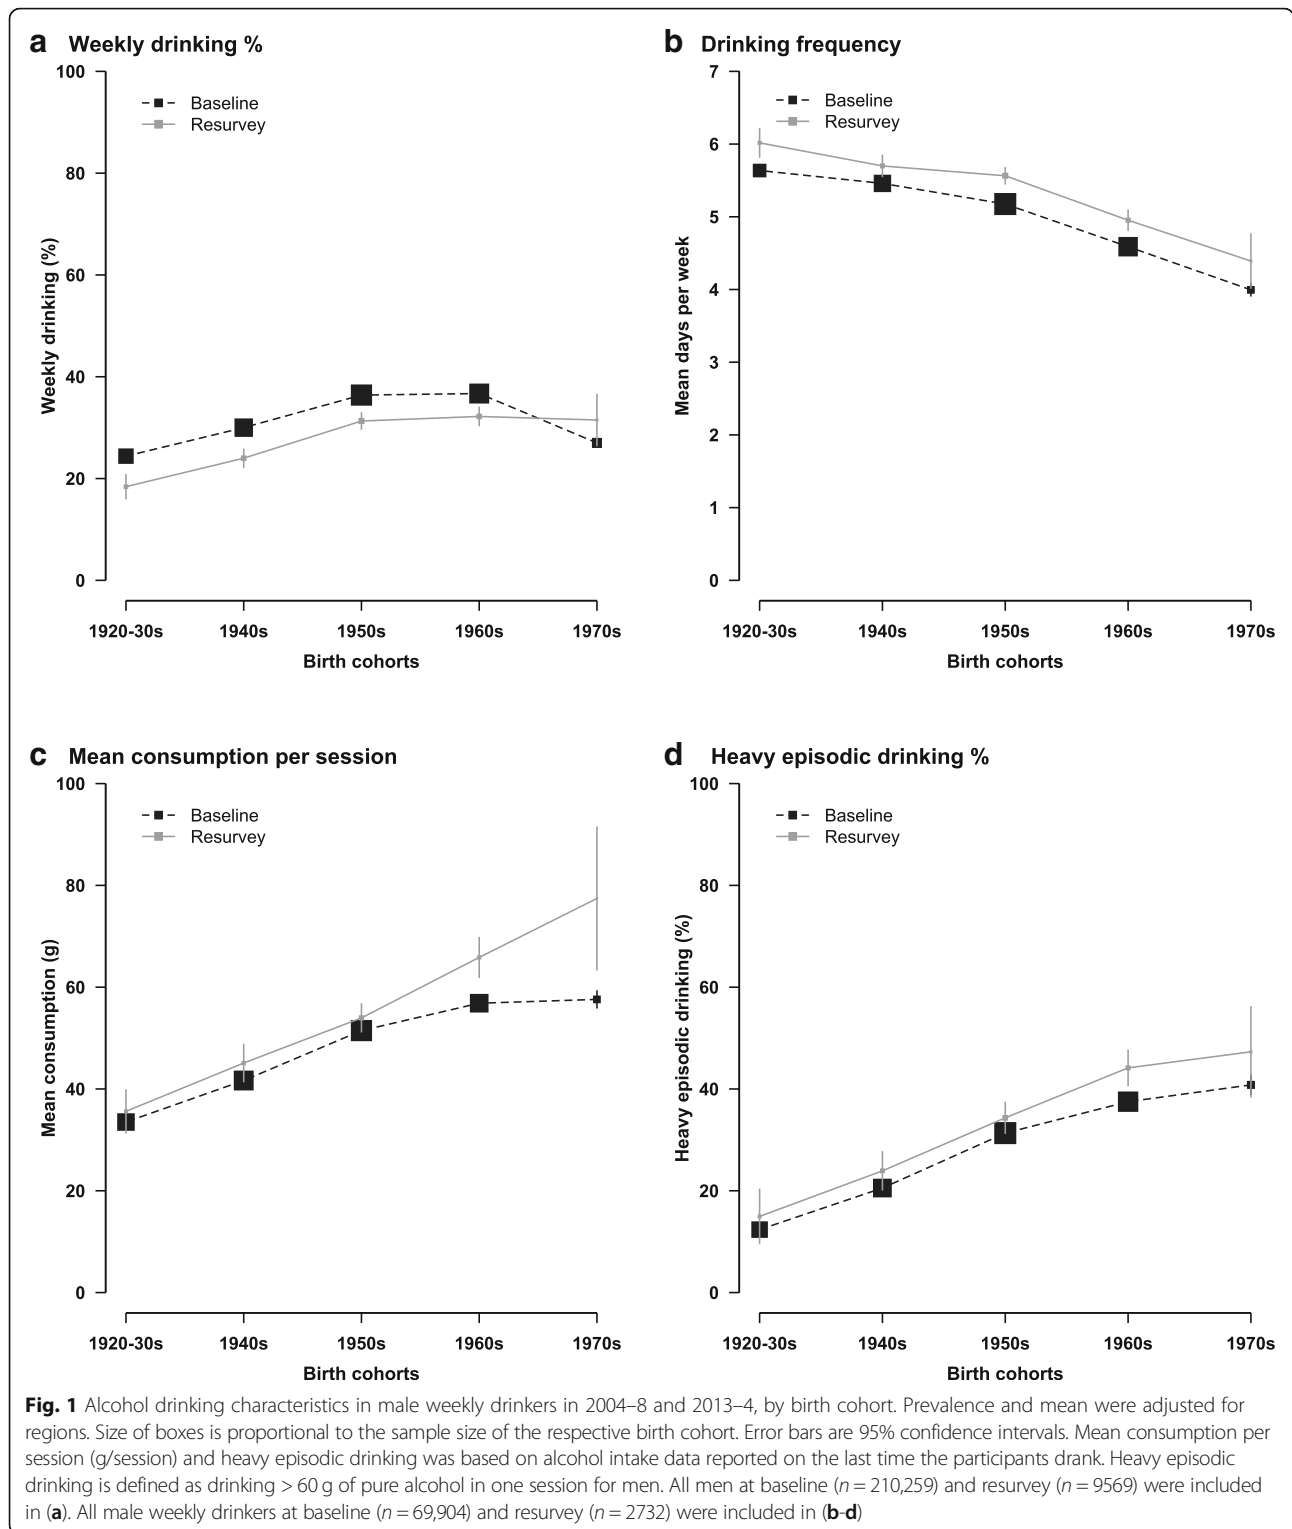 a Weekly drinking %
100
80
60
40
20
0
Weekly drinking (%)
Baseline
Resurvey
1920-30s 1940s 1950s 1960s 1970s
Birth cohorts
b Drinking frequency
7
6
5
4
3
2
1
0
Mean days per week
Baseline
Resurvey
1920-30s 1940s 1950s 1960s 1970s
Birth cohorts
c Mean consumption per session
100
80
60
40
20
0
Mean consumption (g)
Baseline
Resurvey
1920-30s 1940s 1950s 1960s 1970s
Birth cohorts
d Heavy episodic drinking %
100
80
60
40
20
0
Heavy episodic drinking (%)
Baseline
Resurvey
1920-30s 1940s 1950s 1960s 1970s
Birth cohorts
Fig. 1 Alcohol drinking characteristics in male weekly drinkers in 2004–8 and 2013–4, by birth cohort. Prevalence and mean were adjusted for
regions. Size of boxes is proportional to the sample size of the respective birth cohort. Error bars are 95% confidence intervals. Mean consumption per
session (g/session) and heavy episodic drinking was based on alcohol intake data reported on the last time the participants drank. Heavy episodic
drinking is defined as drinking > 60 g of pure alcohol in one session for men. All men at baseline (n = 210,259) and resurvey (n = 9569) were included
in (a). All male weekly drinkers at baseline (n = 69,904) and resurvey (n = 2732) were included in (b-d)